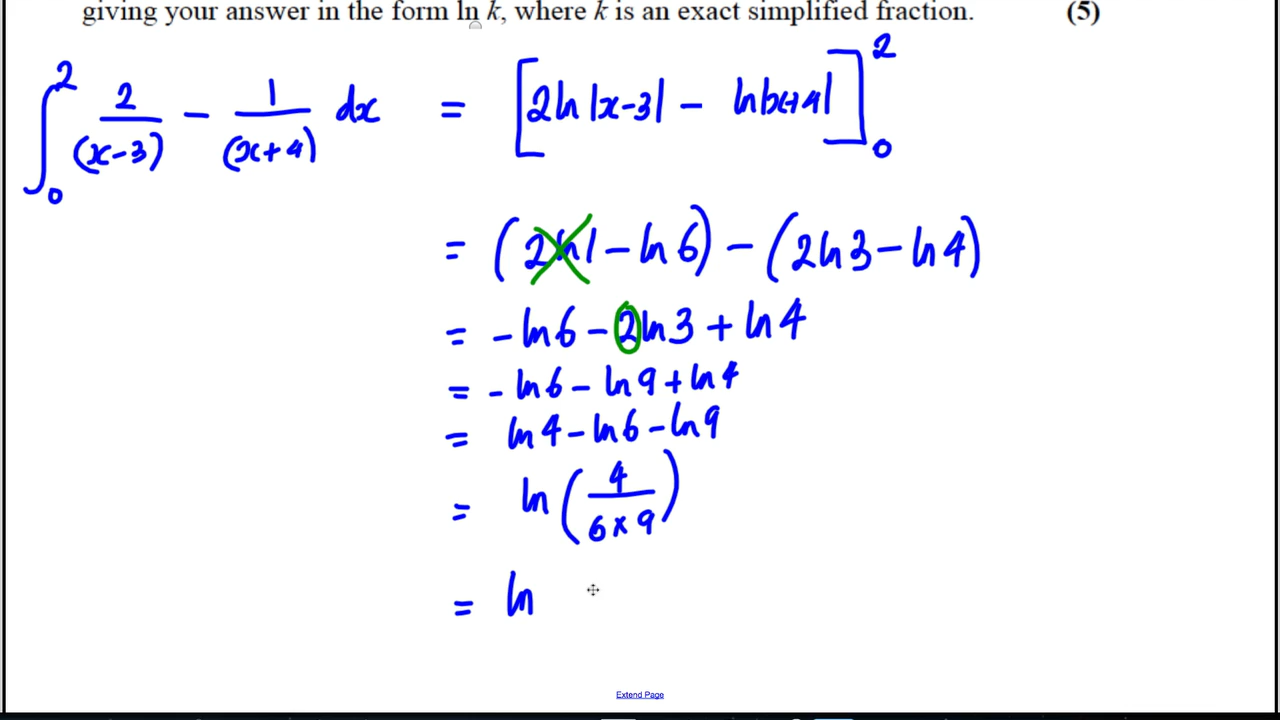 giving your answer in the form ln k, where k is an exact simplified fraction. (5)
∫₀² 2/(x-3) - 1/(x+4) dx = [2ln|x-3| - ln|x+4|]₀²
= (2ln1 - ln6) - (2ln3 - ln4)
= -ln6 - 2ln3 + ln4
= -ln6 - ln9 + ln4
= ln4 - ln6 - ln9
= ln(4/(6×9))
= ln
Extend Page